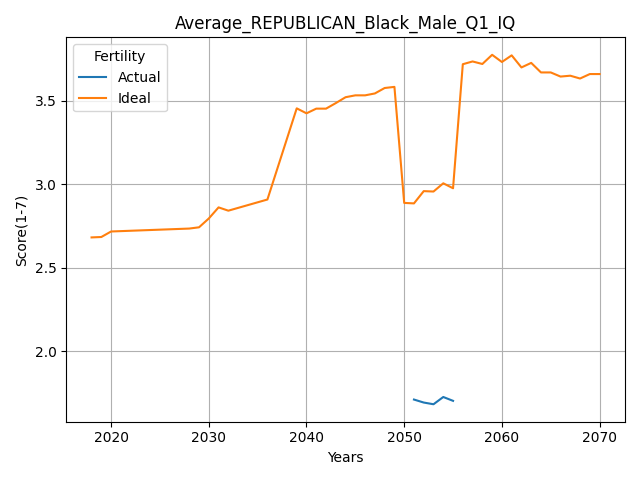 Average_REPUBLICAN_Black_Male_Q1_IQ
Fertility
Actual
Ideal
3.5
3.0
2.5
2.0
Score(1-7)
2020 2030 2040 2050 2060 2070
Years